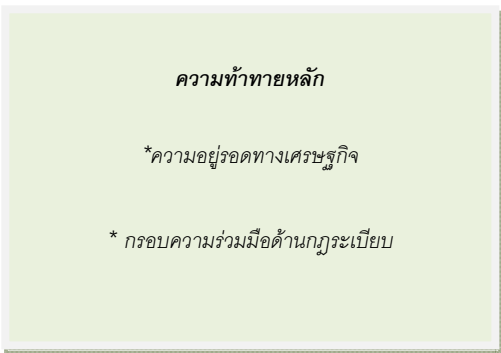 ความท้าทายหลัก
*ความอยู่รอดทางเศรษฐกิจ
* กรอบความร่วมมือด้านกฎระเบียบ